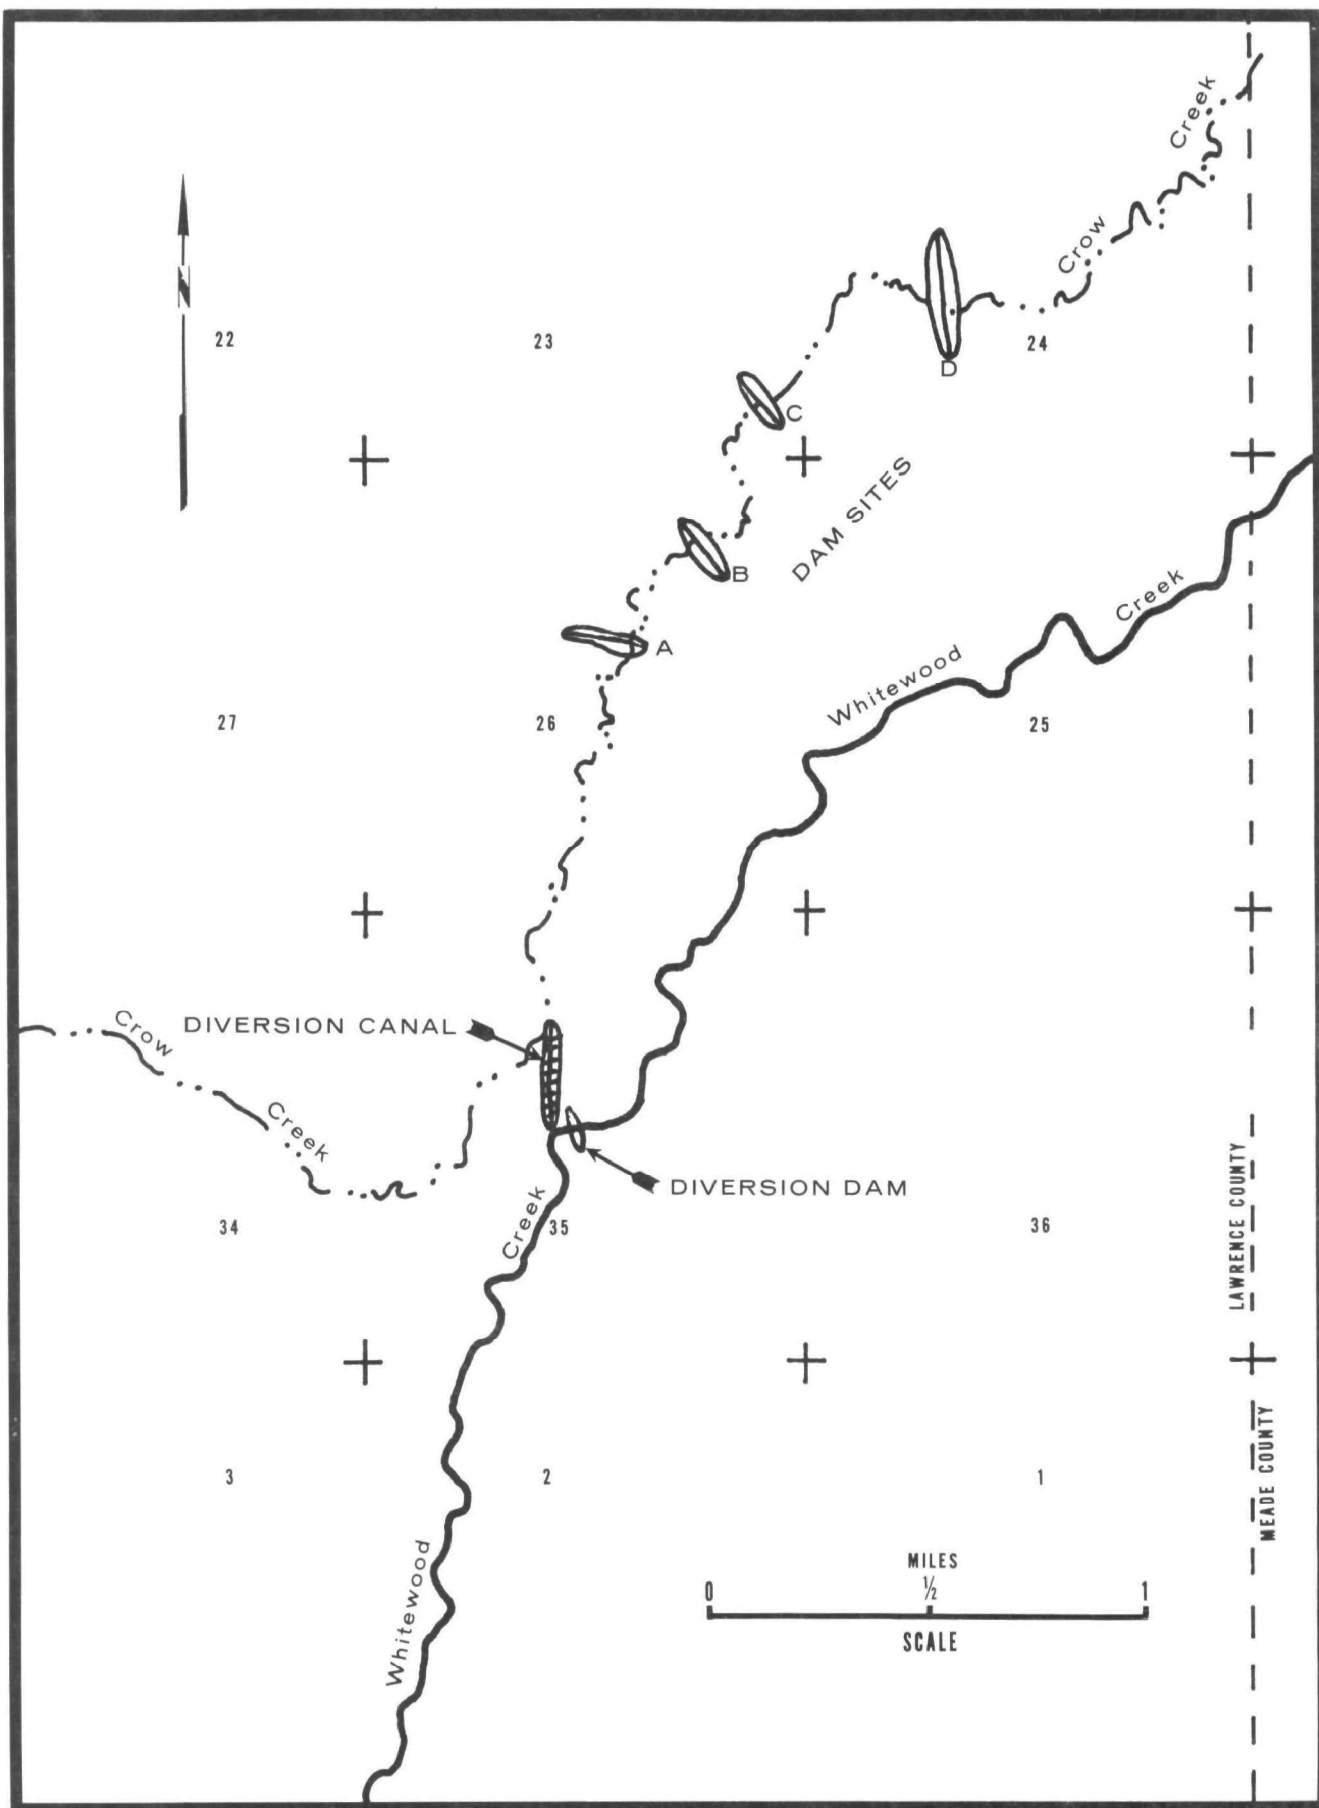 Creek
Crow
N
22
23
24
D
C
DAM SITES
B
A
Creek
Whitewood
27
26
25
DIVERSION CANAL
Crow
Creek
DIVERSION DAM
Creek
34
35
36
LAWRENCE COUNTY
MEADE COUNTY
3
2
1
Whitewood
MILES
0
½
1
SCALE